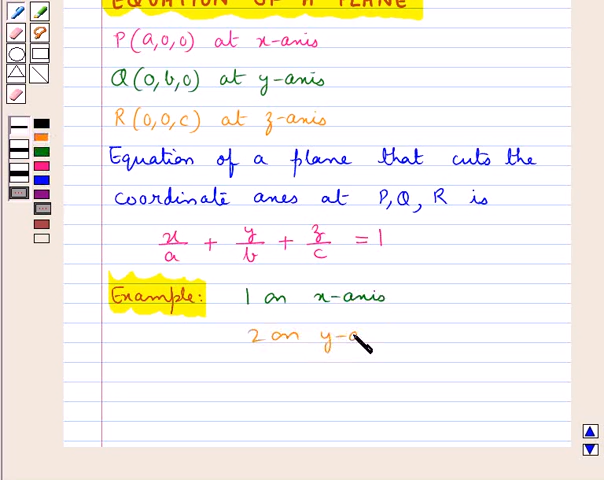 EQUATION OF A PLANE
P(a,0,0) at x-axis
Q(0,b,0) at y-axis
R(0,0,c) at z-axis
Equation of a plane that cuts the
coordinate axes at P,Q, R is
x/a + y/b + z/c = 1
Example: 1 on x-axis
2 on y-a